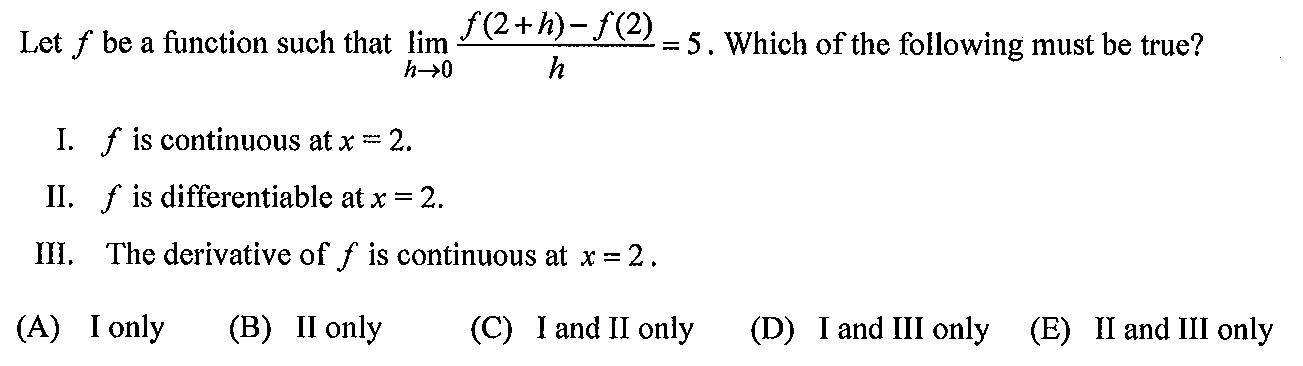 Let f be a function such that lim_{h→0} \frac{f(2+h)−f(2)}{h} = 5. Which of the following must be true?
I. f is continuous at x = 2.
II. f is differentiable at x = 2.
III. The derivative of f is continuous at x = 2.
(A) I only (B) II only (C) I and II only (D) I and III only (E) II and III only